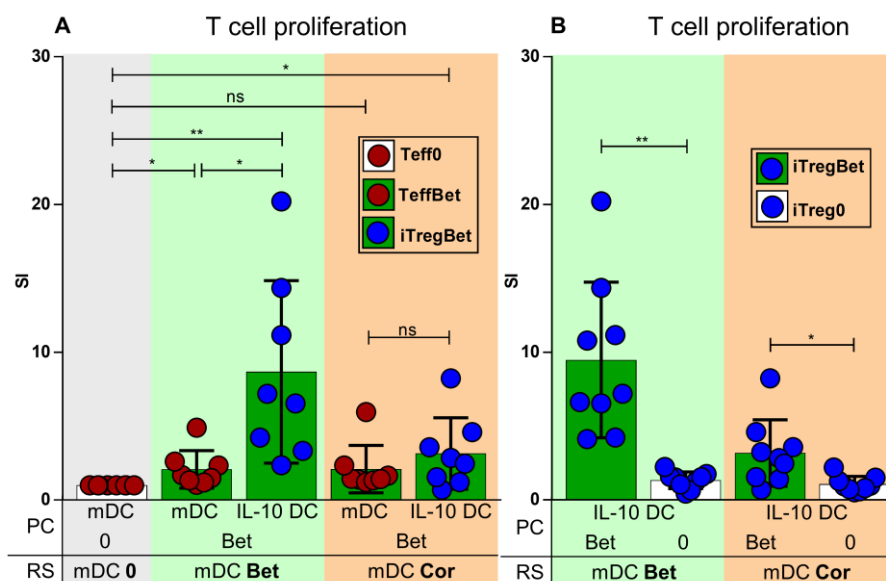 A T cell proliferation
30
20
10
0
SI
*
ns
**
* *
ns
Teff0
TeffBet
iTregBet
mDC mDC IL-10 DC mDC IL-10 DC
PC 0 Bet Bet
RS mDC 0 mDC Bet mDC Cor
B T cell proliferation
30
20
10
0
SI
**
*
iTregBet
iTreg0
IL-10 DC IL-10 DC
PC Bet 0 Bet 0
RS mDC Bet mDC Cor